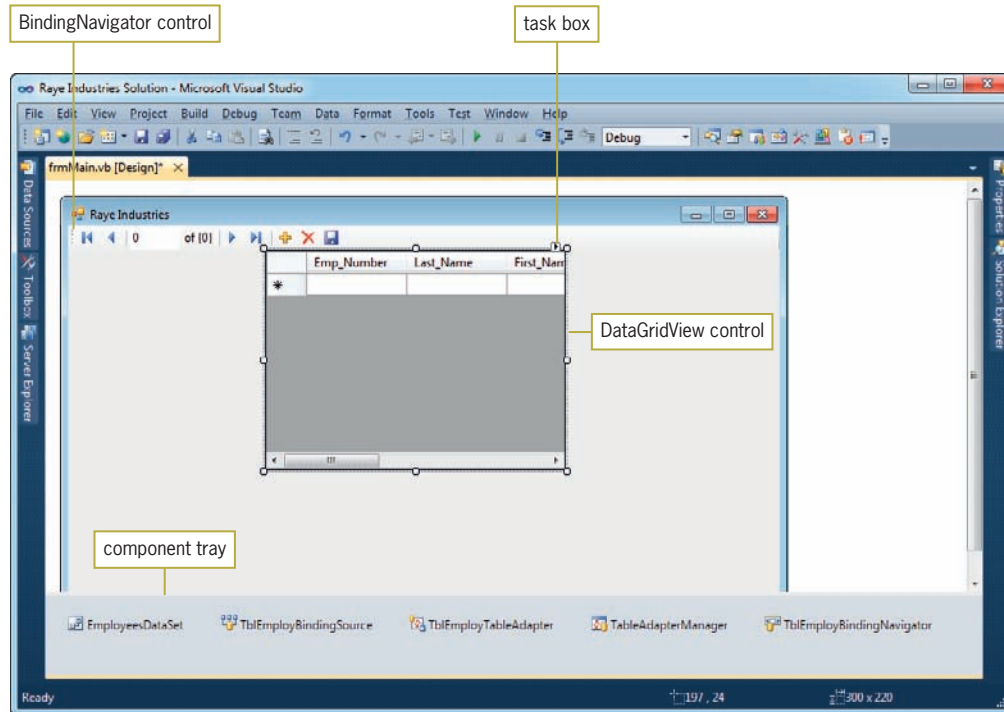 BindingNavigator control
task box
Raye Industries Solution - Microsoft Visual Studio
File Edit View Project Build Debug Team Data Format Tools Test Window Help
Debug
frmMain.vb [Design]*
Data Sources
Toolbox
Server Explorer
Properties
Solution Explorer
Raye Industries
0 of {0}
Emp_Number Last_Name First_Nam
DataGridView control
component tray
EmployeesDataSet TblEmployBindingSource TblEmployTableAdapter TableAdapterManager TblEmployBindingNavigator
Ready 197 , 24 300 x 220